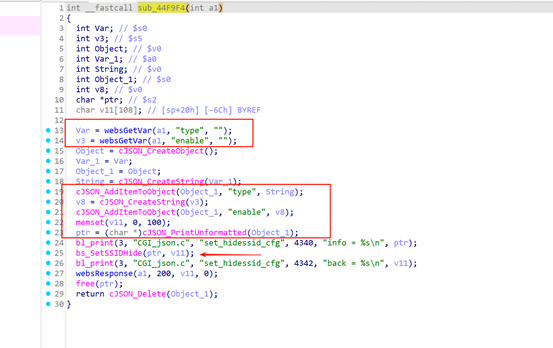 1 int __fastcall sub_44F9F4(int a1)
2 {
3 int Var; // $s0
4 int v3; // $s5
5 int Object; // $v0
6 int Var_1; // $a0
7 int String; // $v0
8 int Object_1; // $s0
9 int v8; // $v0
10 char *ptr; // $s2
11 char v11[108]; // [sp+20h] [-6Ch] BYREF
12
13 Var = websGetVar(a1, "type", "");
14 v3 = websGetVar(a1, "enable", "");
15 Object = cJSON_CreateObject();
16 Var_1 = Var;
17 Object_1 = Object;
18 String = cJSON_CreateString(Var_1);
19 cJSON_AddItemToObject(Object_1, "type", String);
20 v8 = cJSON_CreateString(v3);
21 cJSON_AddItemToObject(Object_1, "enable", v8);
22 memset(v11, 0, 100);
23 ptr = (char *)cJSON_PrintUnformatted(Object_1);
24 bl_print(3, "CGI_json.c", "set_hidessid_cfg", 4340, "info = %s\n", ptr);
25 bs_SetSSIDHide(ptr, v11);
26 bl_print(3, "CGI_json.c", "set_hidessid_cfg", 4342, "back = %s\n", v11);
27 websResponse(a1, 200, v11, 0);
28 free(ptr);
29 return cJSON_Delete(Object_1);
30 }